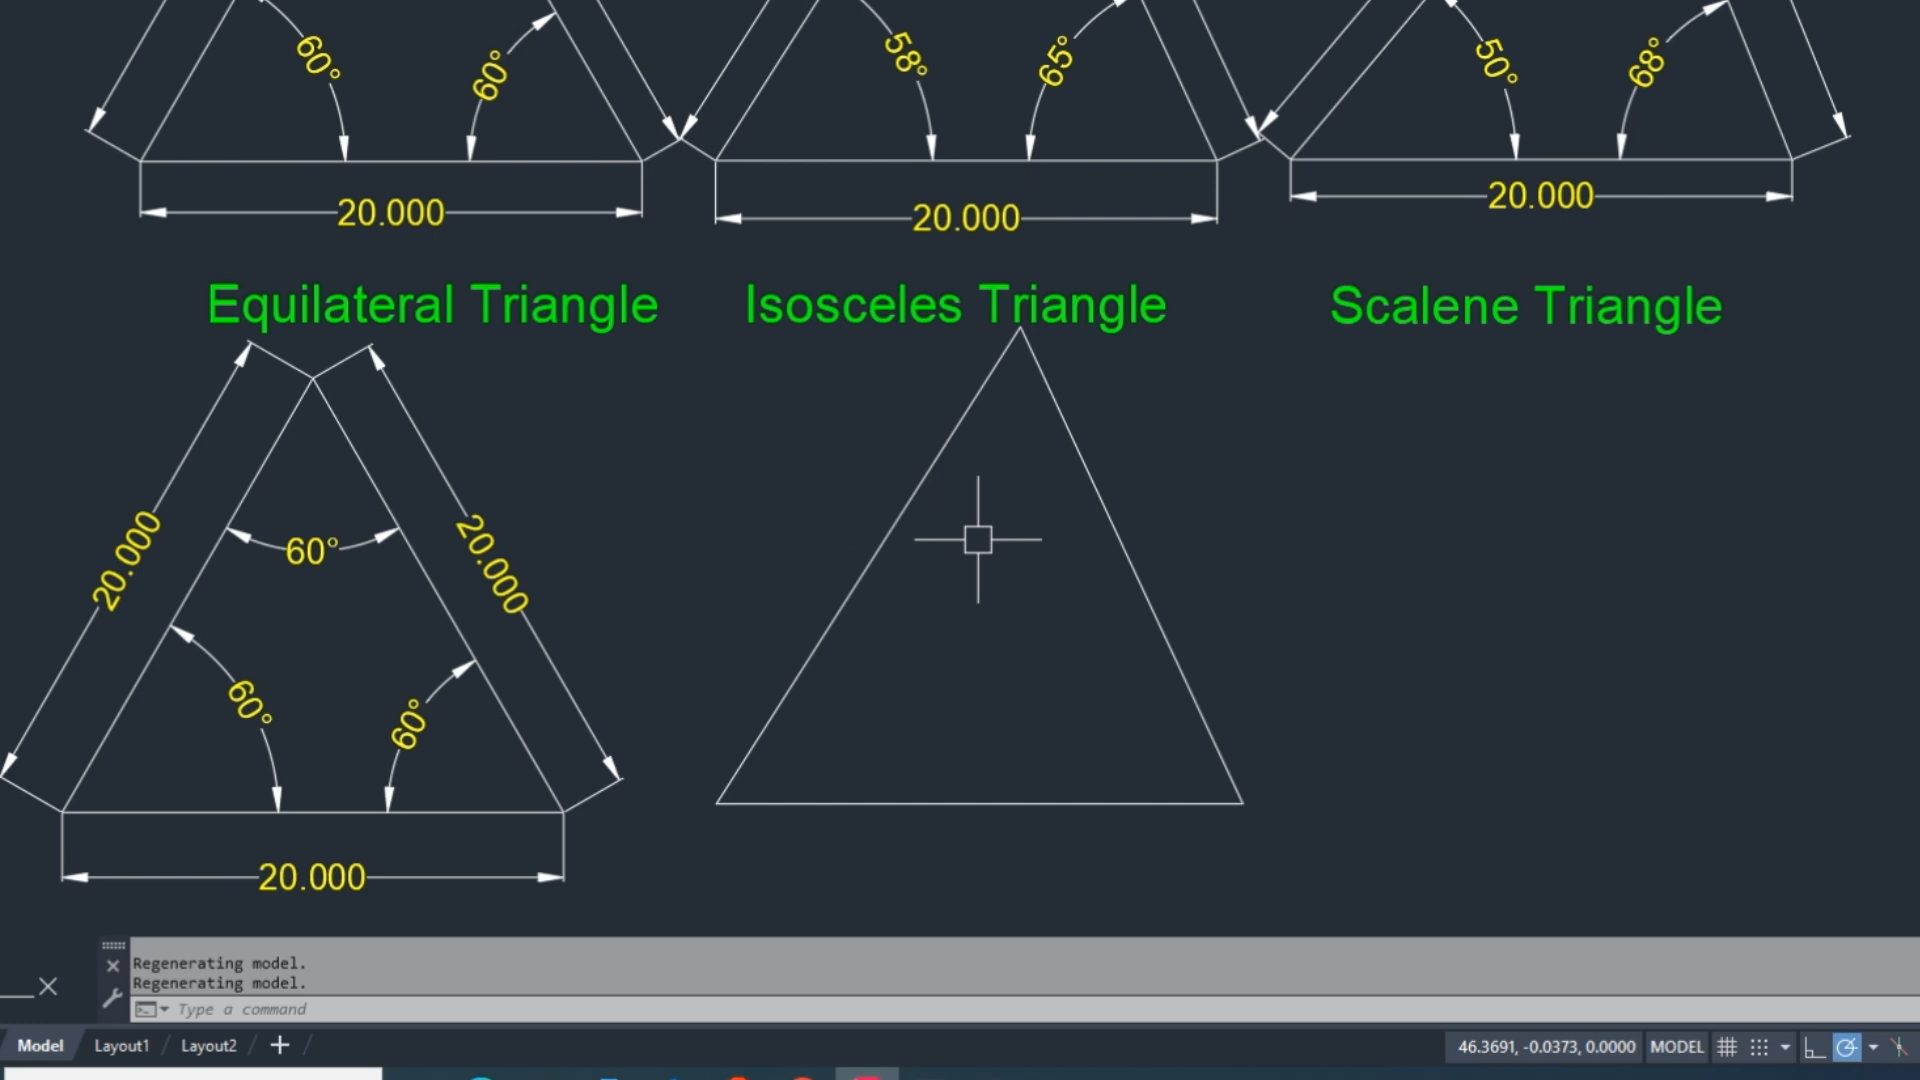 60°
60°
58°
65°
50°
68°
20.000
20.000
20.000
Equilateral Triangle
Isosceles Triangle
Scalene Triangle
20.000
60°
20.000
60°
60°
20.000
Regenerating model.
Regenerating model.
Type a command
Model
Layout1
Layout2
46.3691, -0.0373, 0.0000
MODEL